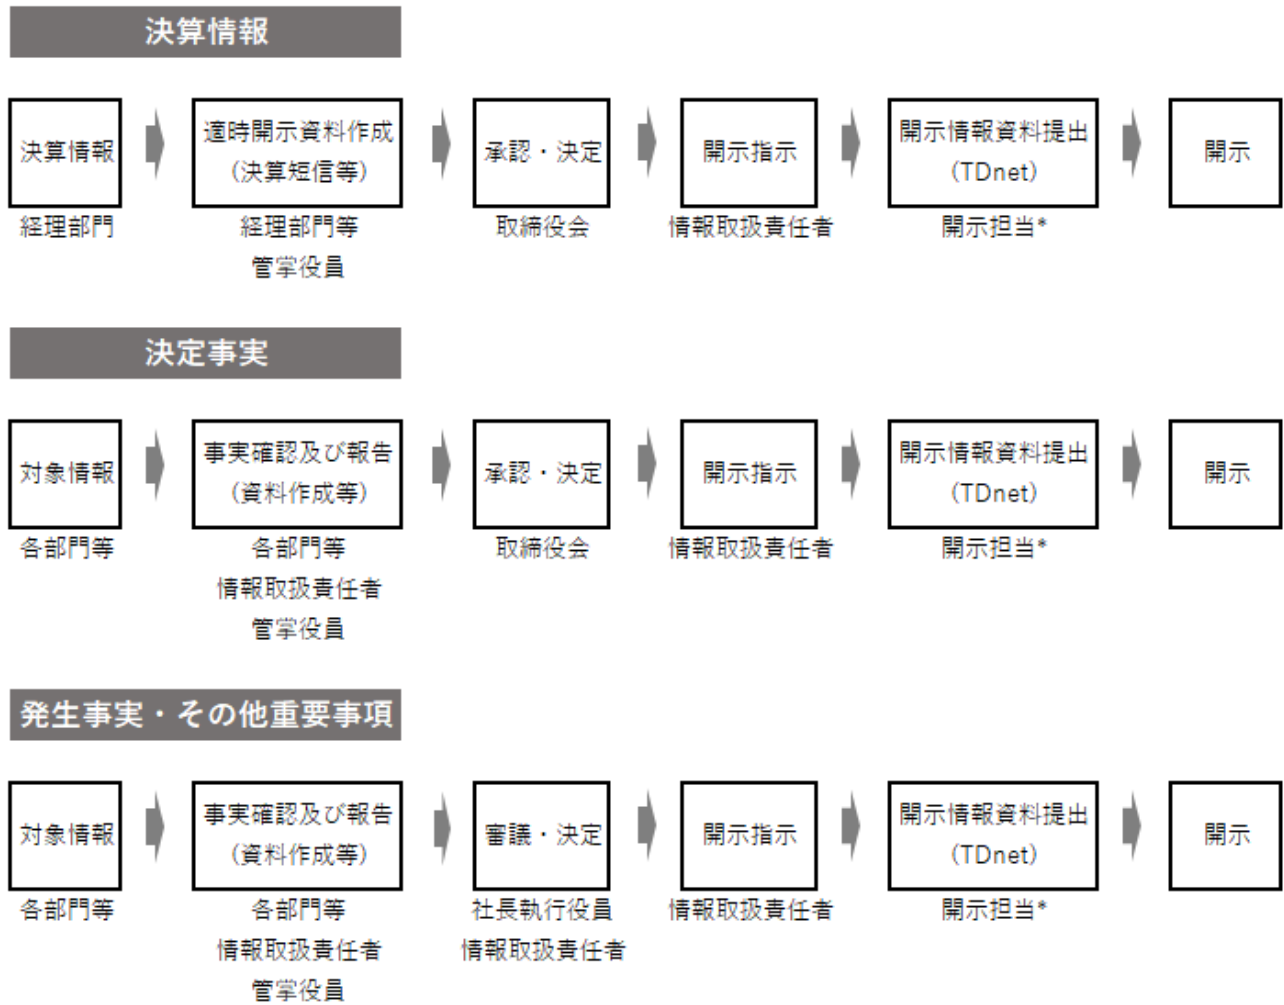 決算情報
決算情報
適時開示資料作成
(決算短信等)
承認・決定
開示指示
開示情報資料提出
(TDnet)
開示
経理部門
経理部門等
管掌役員
取締役会
情報取扱責任者
開示担当*
決定事実
対象情報
事実確認及び報告
(資料作成等)
承認・決定
開示指示
開示情報資料提出
(TDnet)
開示
各部門等
各部門等
情報取扱責任者
管掌役員
取締役会
情報取扱責任者
開示担当*
発生事実・その他重要事項
対象情報
事実確認及び報告
(資料作成等)
審議・決定
開示指示
開示情報資料提出
(TDnet)
開示
各部門等
各部門等
情報取扱責任者
管掌役員
社長執行役員
情報取扱責任者
情報取扱責任者
開示担当*